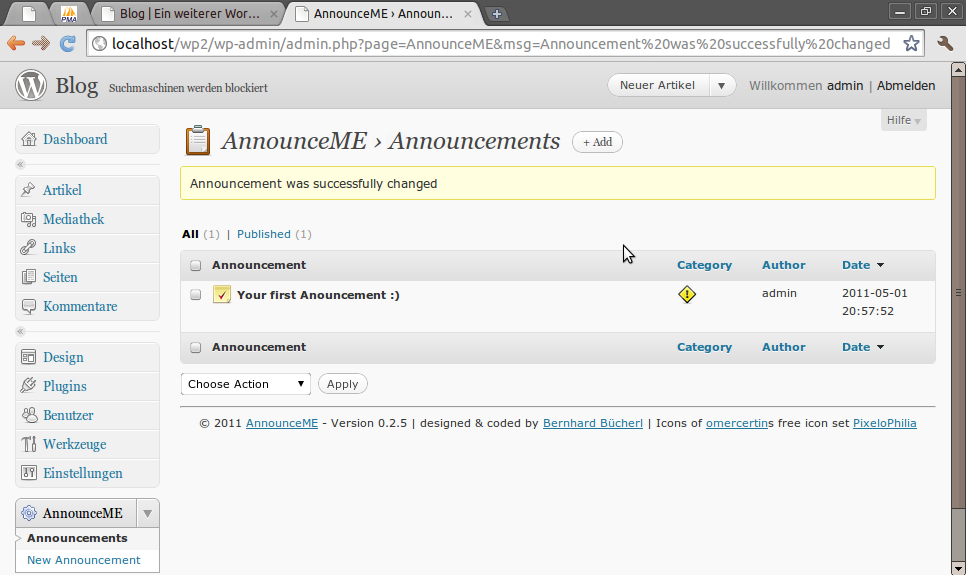 PMA
Blog | Ein weiterer Wor...
AnnounceME › Announ...
localhost/wp2/wp-admin/admin.php?page=AnnounceME&msg=Announcement%20was%20successfully%20changed
Blog Suchmaschinen werden blockiert
Neuer Artikel
Willkommen admin | Abmelden
Hilfe
Dashboard
Artikel
Mediathek
Links
Seiten
Kommentare
Design
Plugins
Benutzer
Werkzeuge
Einstellungen
AnnounceME
Announcements
New Announcement
AnnounceME › Announcements + Add
Announcement was successfully changed
All (1) | Published (1)
Announcement Category Author Date
Your first Anouncement :) admin 2011-05-01
20:57:52
Announcement Category Author Date
Choose Action Apply
© 2011 AnnounceME - Version 0.2.5 | designed & coded by Bernhard Bücherl | Icons of omercertins free icon set PixeloPhilia